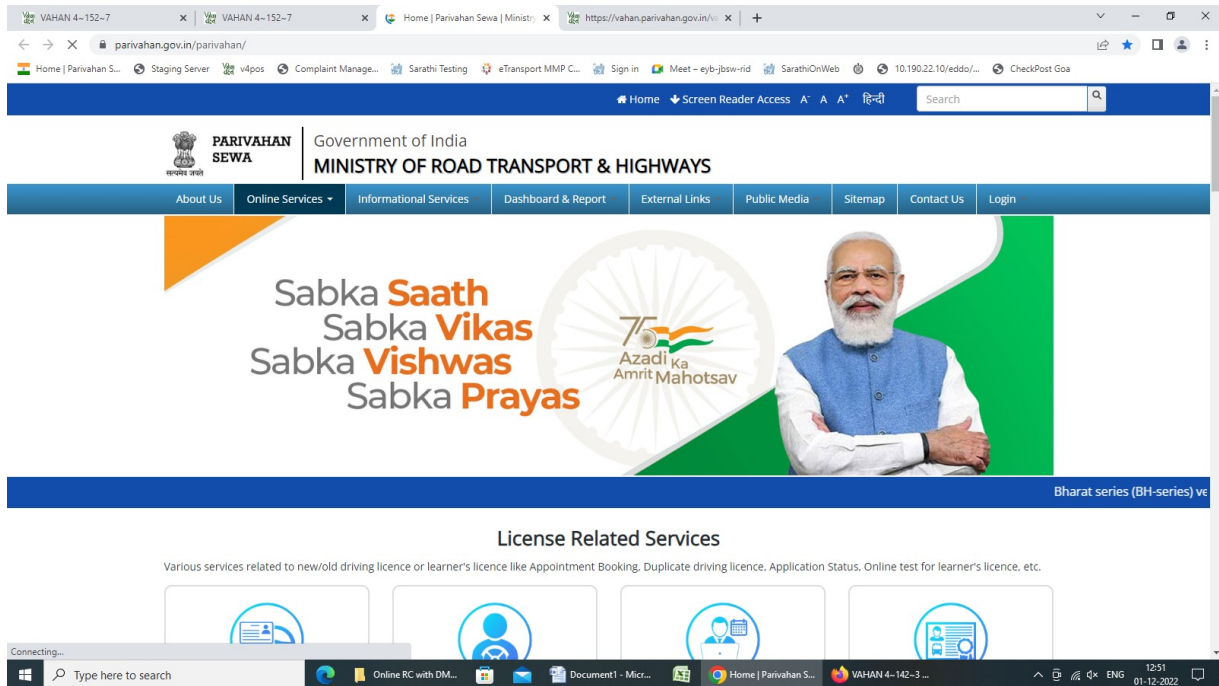 VAHAN 4~152~7
VAHAN 4~152~7
Home | Parivahan Sewa | Ministry
https://vahan.parivahan.gov.in/va
parivahan.gov.in/parivahan/
Home | Parivahan S...
Staging Server
v4pos
Complaint Manage...
Sarathi Testing
eTransport MMP C...
Sign in
Meet – eyb-jbsw-rid
SarathiOnWeb
10.190.22.10/eddo/...
CheckPost Goa
Home
Screen Reader Access
A- A A+
हिन्दी
Search
सत्यमेव जयते
PARIVAHAN
SEWA
Government of India
MINISTRY OF ROAD TRANSPORT & HIGHWAYS
About Us
Online Services
Informational Services
Dashboard & Report
External Links
Public Media
Sitemap
Contact Us
Login
Sabka Saath
Sabka Vikas
Sabka Vishwas
Sabka Prayas
75
Azadi Ka
Amrit Mahotsav
Bharat series (BH-series) ve
License Related Services
Various services related to new/old driving licence or learner's licence like Appointment Booking, Duplicate driving licence, Application Status, Online test for learner's licence, etc.
Connecting...
Type here to search
Online RC with DM...
Document1 - Micr...
Home | Parivahan S...
VAHAN 4~142~3 ...
ENG
12:51
01-12-2022